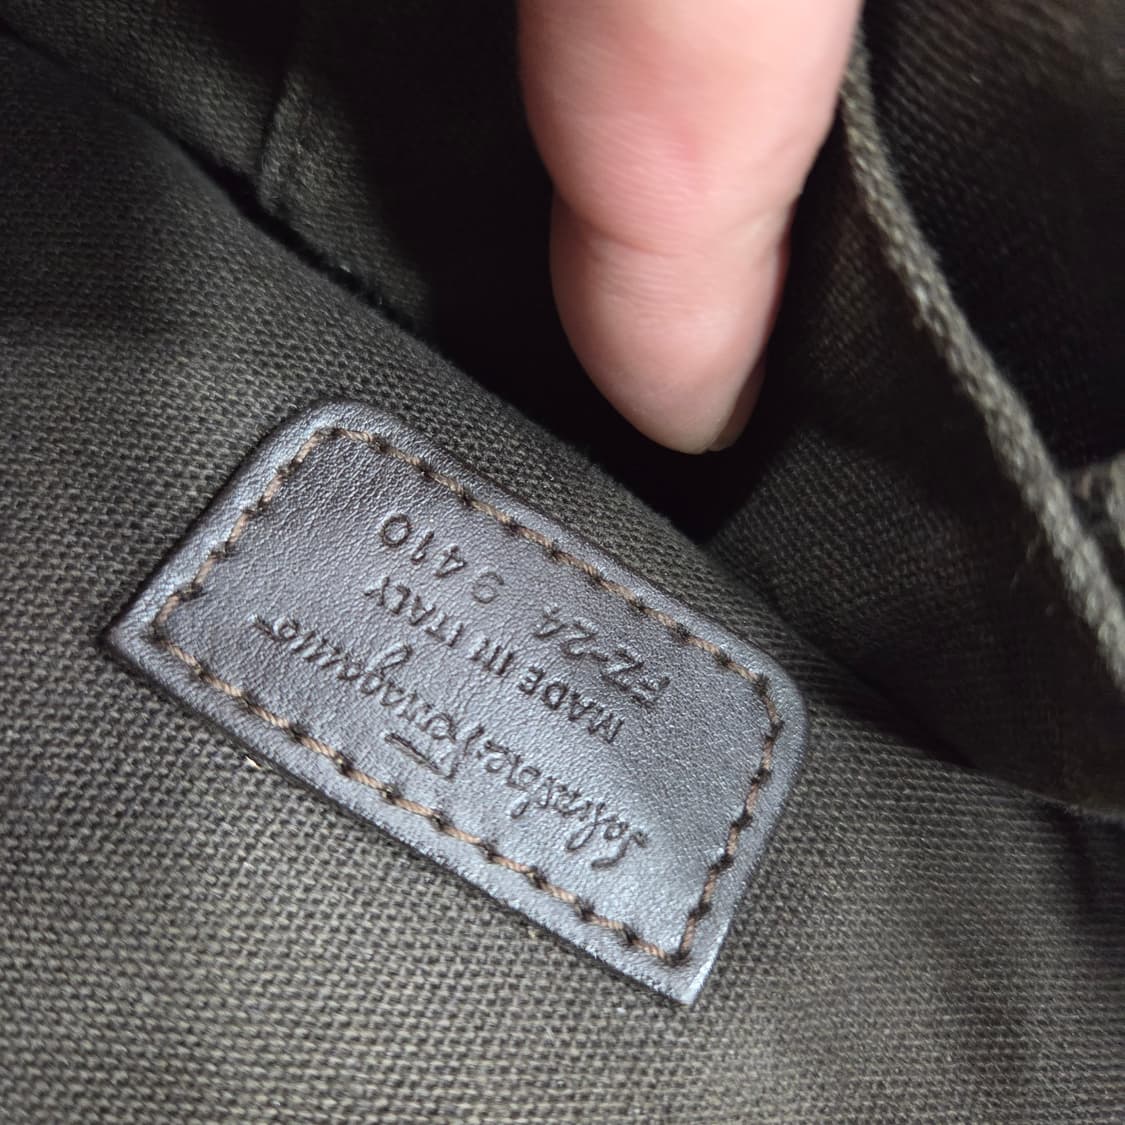 Salvatore Ferragamo
MADE IN ITALY
FZ-24 9410